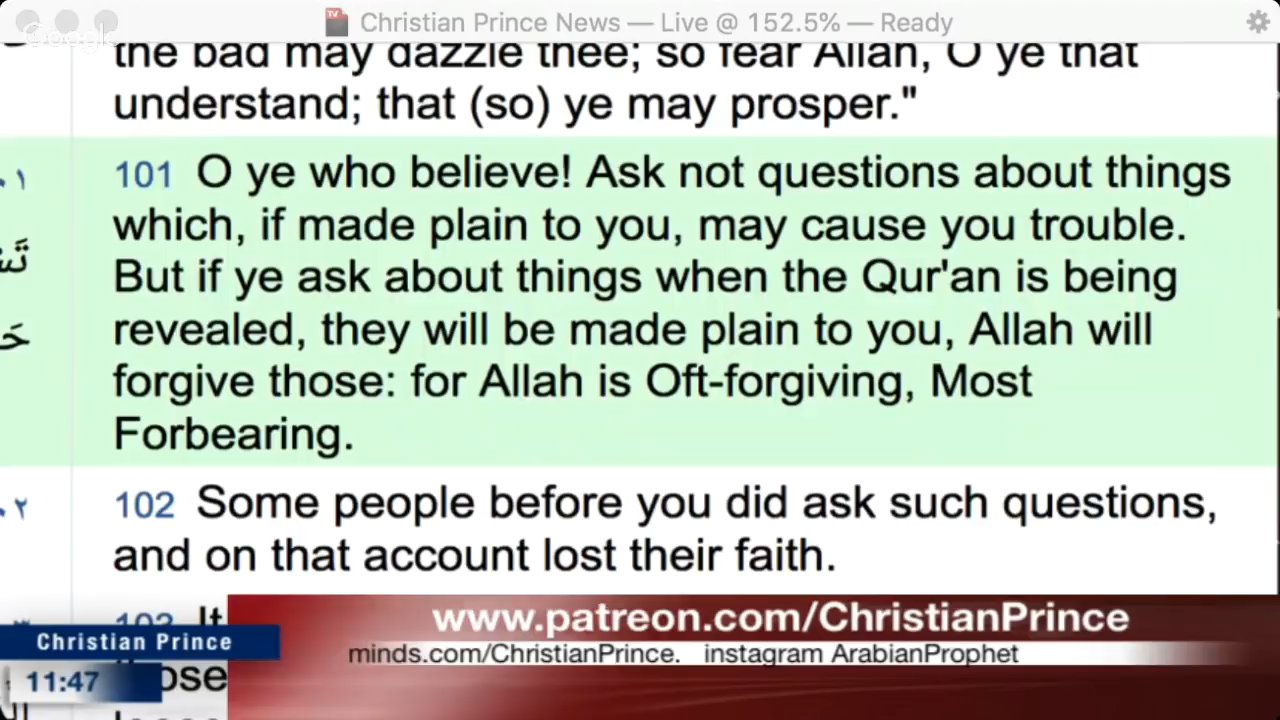 Christian Prince News — Live @ 152.5% — Ready
Google
the bad may dazzle thee; so fear Allah, O ye that
understand; that (so) ye may prosper."
101 O ye who believe! Ask not questions about things
which, if made plain to you, may cause you trouble.
But if ye ask about things when the Qur'an is being
revealed, they will be made plain to you, Allah will
forgive those: for Allah is Oft-forgiving, Most
Forbearing.
102 Some people before you did ask such questions,
and on that account lost their faith.
103 It
www.patreon.com/ChristianPrince
Christian Prince
minds.com/ChristianPrince. instagram ArabianProphet
11:47